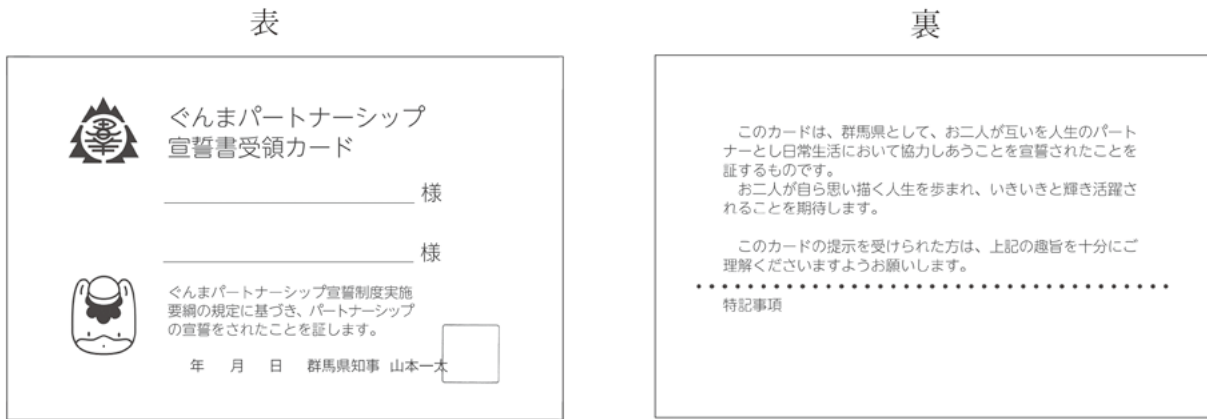 表
ぐんまパートナーシップ
宣誓書受領カード
様
様
ぐんまパートナーシップ宣誓制度実施
要綱の規定に基づき、パートナーシップ
の宣誓をされたことを証します。
年 月 日 群馬県知事 山本一太
裏
このカードは、群馬県として、お二人が互いを人生のパート
ナーとし日常生活において協力しあうことを宣誓されたことを
証するものです。
お二人が自ら思い描く人生を歩まれ、いきいきと輝き活躍さ
れることを期待します。
このカードの提示を受けられた方は、上記の趣旨を十分にご
理解くださいますようお願いします。
特記事項